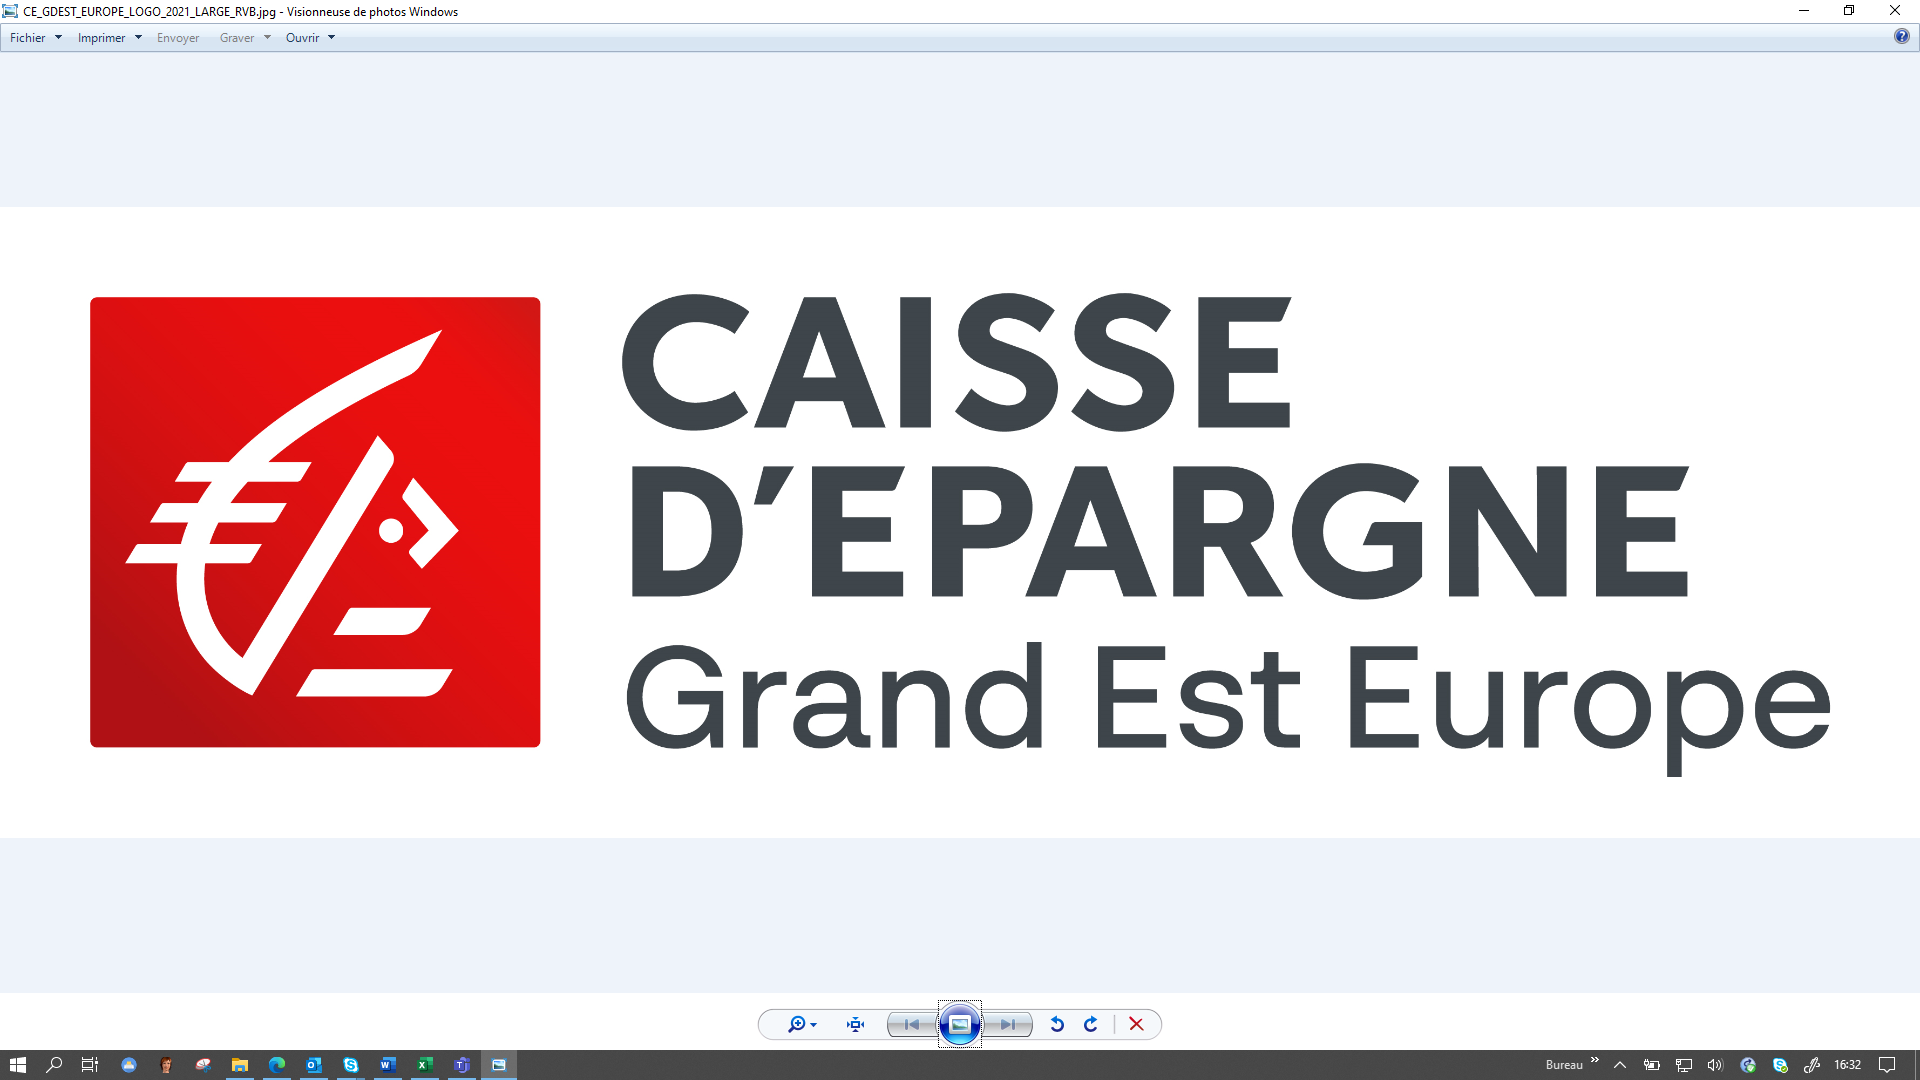 CE_GDEST_EUROPE_LOGO_2021_LARGE_RVB.jpg - Visionneuse de photos Windows
Fichier Imprimer Envoyer Graver Ouvrir
CAISSE
D'EPARGNE
Grand Est Europe
Bureau 16:32